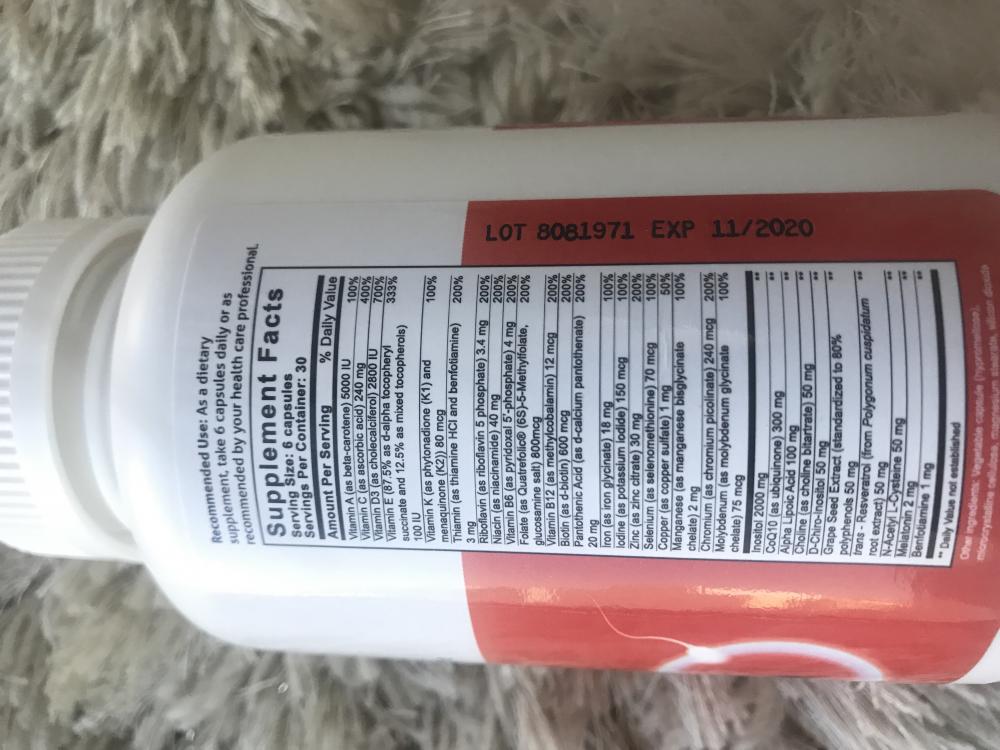 Recommended Use: As a dietary
supplement, take 6 capsules daily or as
recommended by your health care professional.
Supplement Facts
Serving Size: 6 capsules
Servings Per Container: 30
Amount Per Serving % Daily Value
Vitamin A (as beta-carotene) 5000 IU 100%
Vitamin C (as ascorbic acid) 240 mg 400%
Vitamin D3 (as cholecalciferol) 2800 IU 700%
Vitamin E (87.5% as d-alpha tocopheryl 333%
succinate and 12.5% as mixed tocopherols)
100 IU
Vitamin K (as phytonadione (K1) and 100%
menaquinone (K2)) 80 mcg
Thiamin (as thiamine HCl and benfotiamine) 200%
3 mg
Riboflavin (as riboflavin 5 phosphate) 3.4 mg 200%
Niacin (as niacinamide) 40 mg 200%
Vitamin B6 (as pyridoxal 5'-phosphate) 4 mg 200%
Folate (as Quatrefolic® (6S)-5-Methylfolate, 200%
glucosamine salt) 800mcg
Vitamin B12 (as methylcobalamin) 12 mcg 200%
Biotin (as d-biotin) 600 mcg 200%
Pantothenic Acid (as d-calcium pantothenate) 200%
20 mg
Iron (as iron glycinate) 18 mg 100%
Iodine (as potassium iodide) 150 mcg 100%
Zinc (as zinc citrate) 30 mg 200%
Selenium (as selenomethionine) 70 mcg 100%
Copper (as copper sulfate) 1 mg 50%
Manganese (as manganese bisglycinate 100%
chelate) 2 mg
Chromium (as chromium picolinate) 240 mcg 200%
Molybdenum (as molybdenum glycinate 100%
chelate) 75 mcg
Inositol 2000 mg **
CoQ10 (as ubiquinone) 300 mg **
Alpha Lipoic Acid 100 mg **
Choline (as choline bitartrate) 50 mg **
D-Chiro-Inositol 50 mg **
Grape Seed Extract (standardized to 80% **
polyphenols 50 mg
trans - Resveratrol (from Polygonum cuspidatum **
root extract) 50 mg
N-Acetyl L-Cysteine 50 mg **
Melatonin 2 mg **
Benfotiamine 1 mg **
** Daily Value not established
Other Ingredients: Vegetable capsule (hypromellose),
microcrystalline cellulose, magnesium stearate, silicon dioxide
LOT 8081971 EXP 11/2020